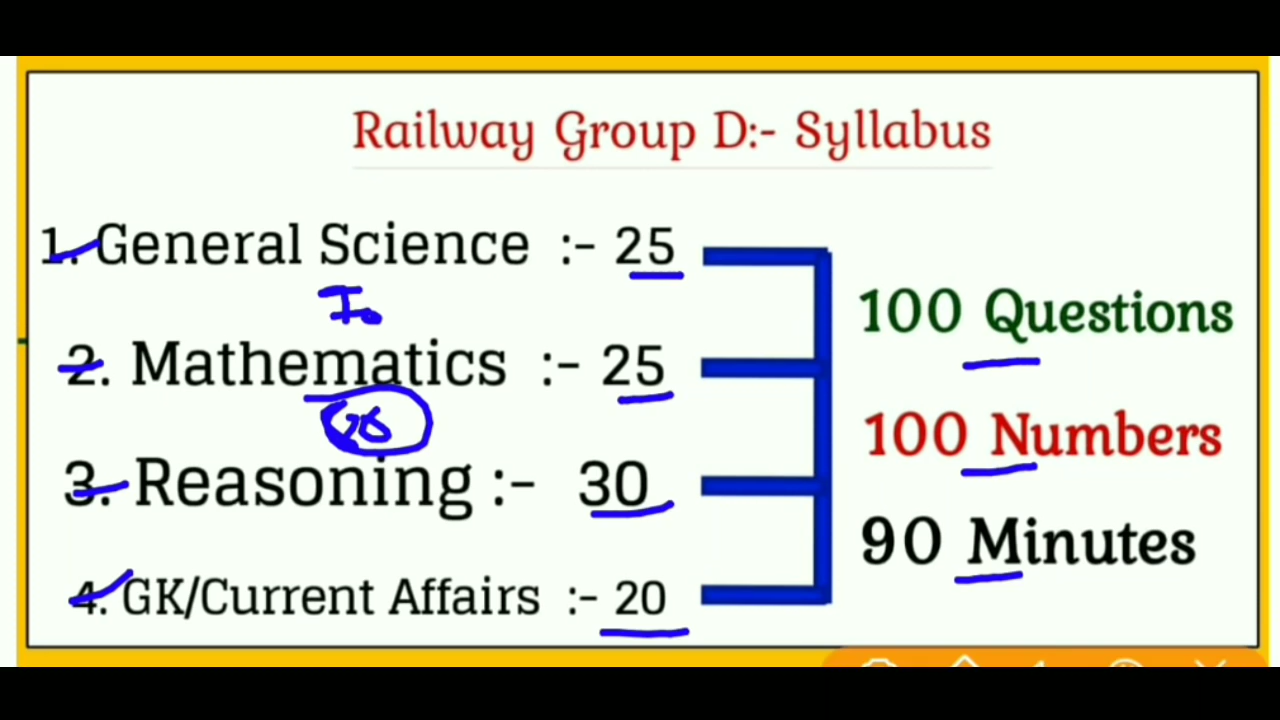 Railway Group D:- Syllabus
1. General Science :- 25
2. Mathematics :- 25
3. Reasoning :- 30
4. GK/Current Affairs :- 20
100 Questions
100 Numbers
90 Minutes